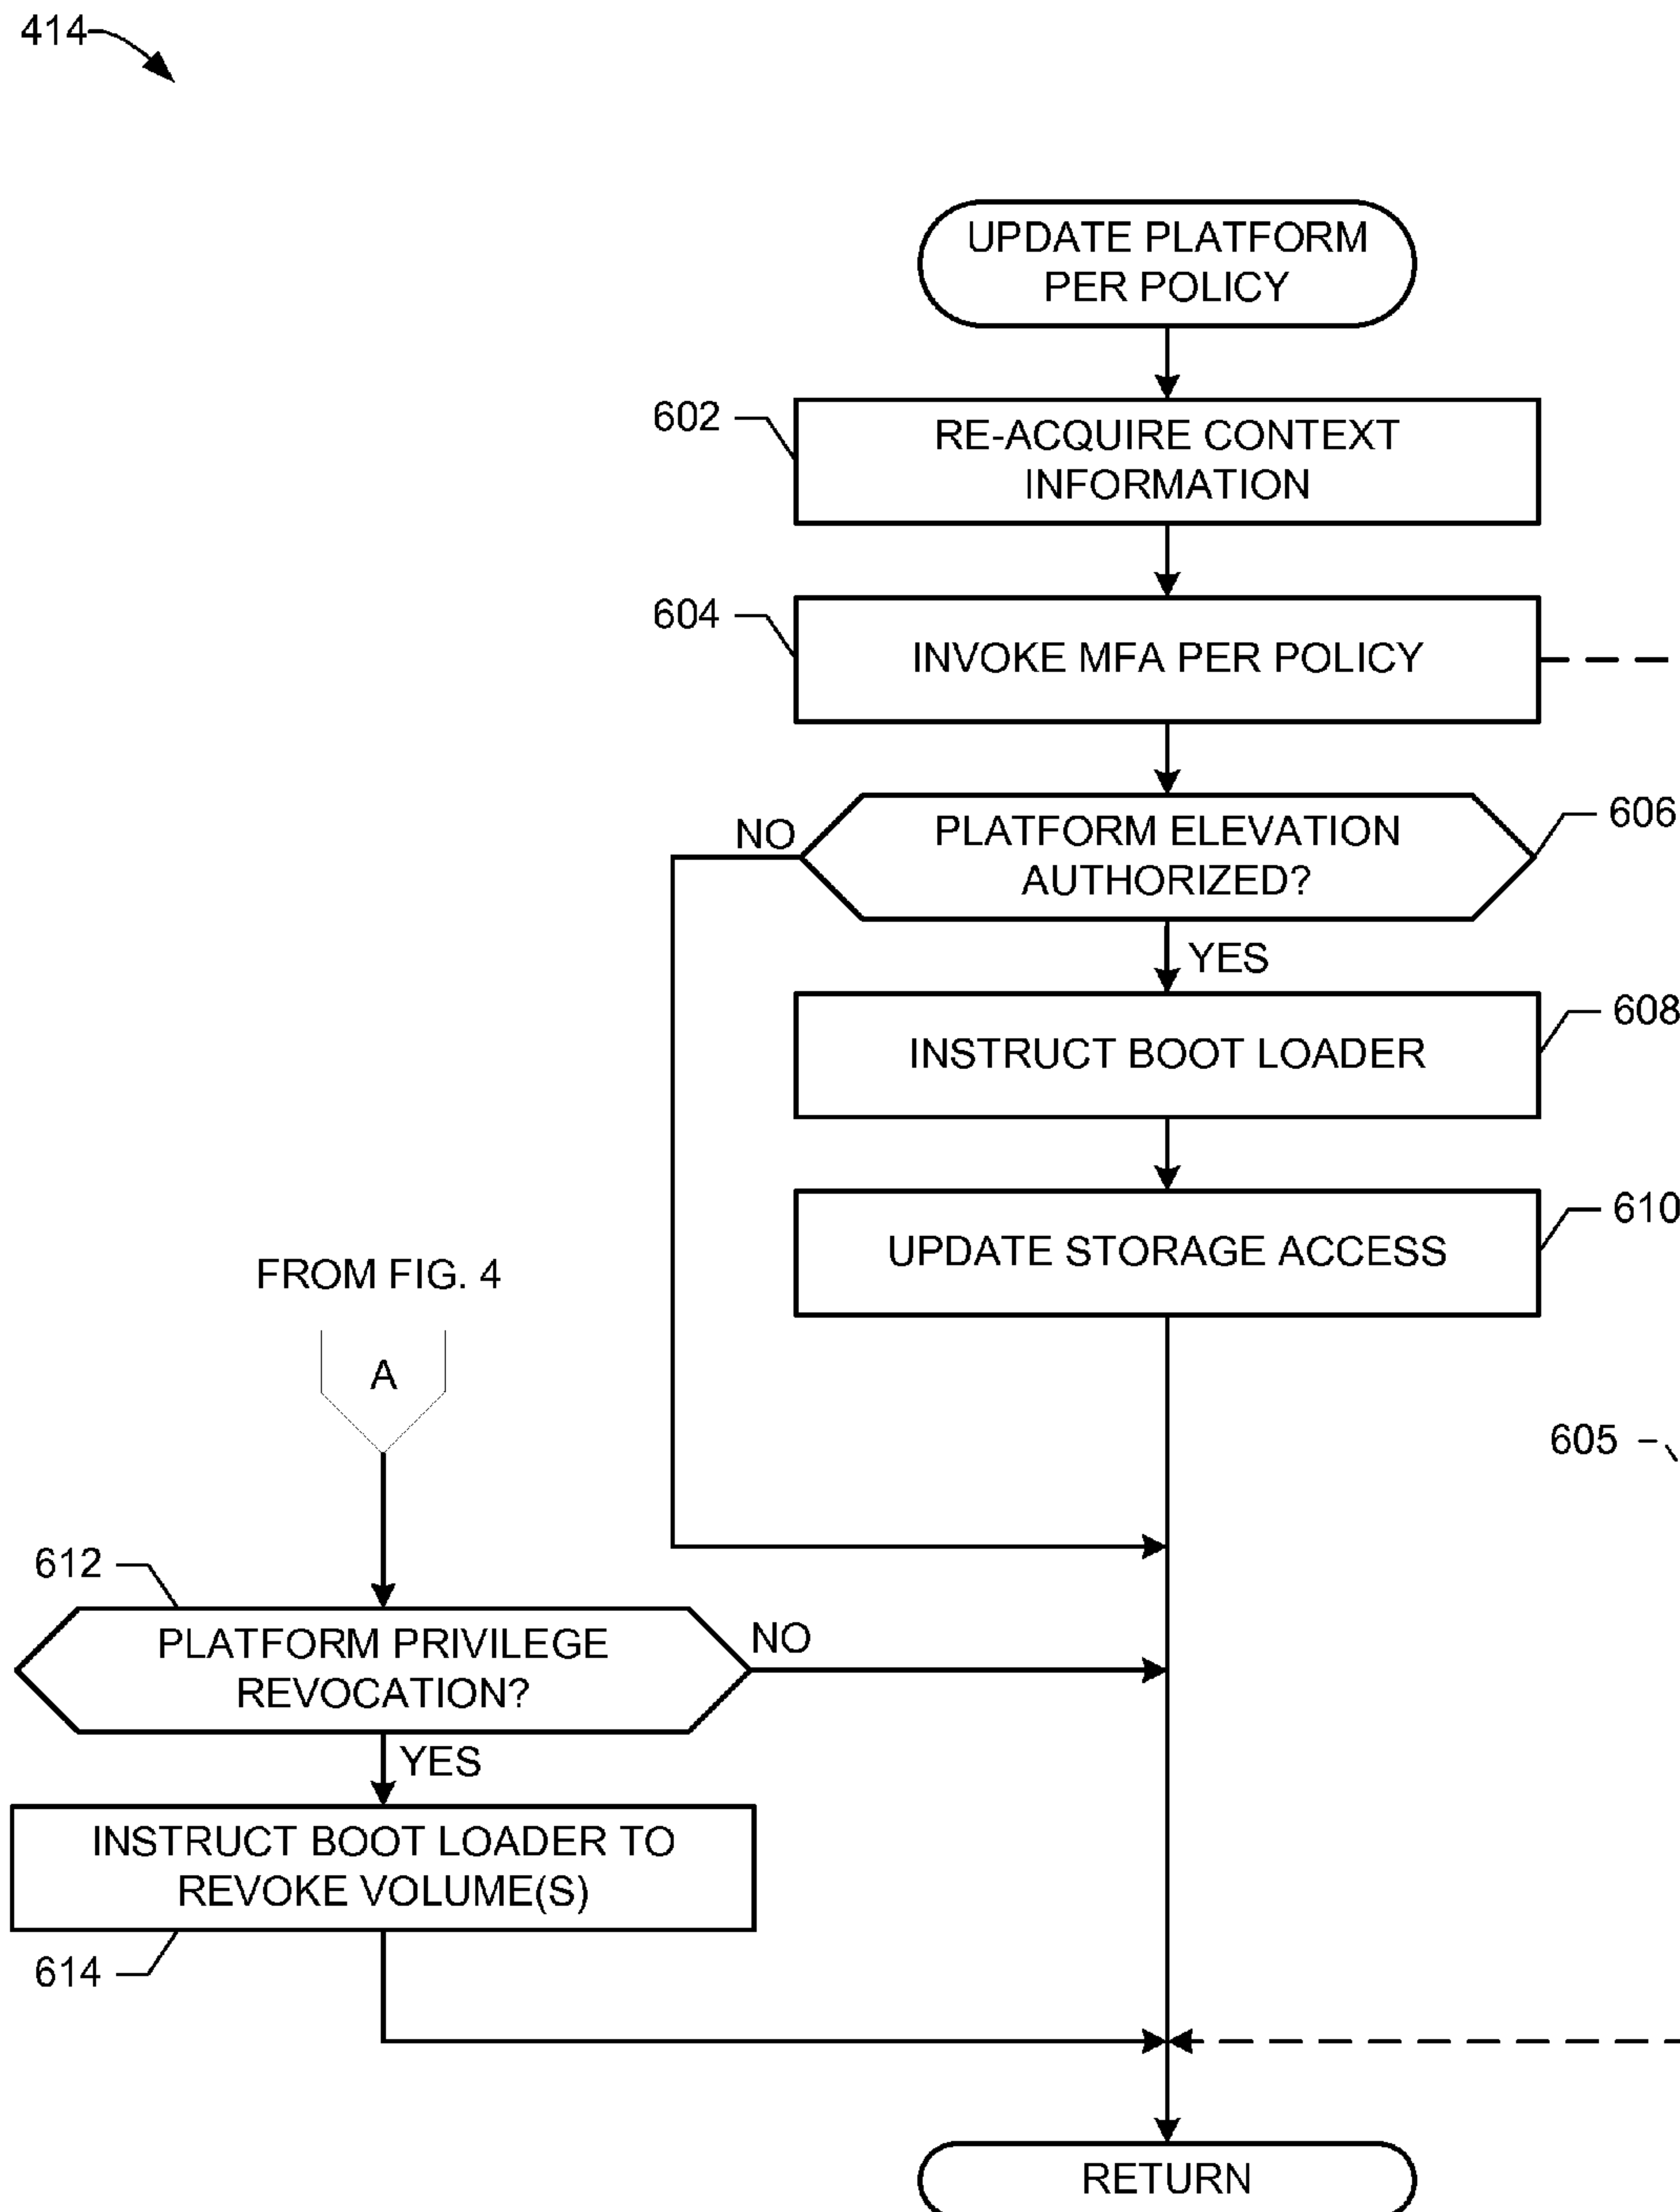 414
UPDATE PLATFORM
PER POLICY
602
RE-ACQUIRE CONTEXT
INFORMATION
604
INVOKE MFA PER POLICY
606
NO
PLATFORM ELEVATION
AUTHORIZED?
YES
608
INSTRUCT BOOT LOADER
610
UPDATE STORAGE ACCESS
FROM FIG. 4
A
605
612
PLATFORM PRIVILEGE
REVOCATION?
NO
YES
INSTRUCT BOOT LOADER TO
REVOKE VOLUME(S)
614
RETURN